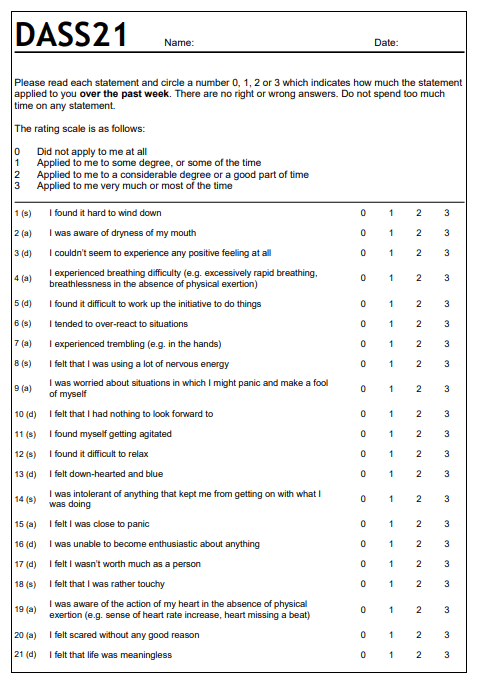 DASS21 Name: Date:
Please read each statement and circle a number 0, 1, 2 or 3 which indicates how much the statement
applied to you over the past week. There are no right or wrong answers. Do not spend too much
time on any statement.
The rating scale is as follows:
0 Did not apply to me at all
1 Applied to me to some degree, or some of the time
2 Applied to me to a considerable degree or a good part of time
3 Applied to me very much or most of the time
1 (s) I found it hard to wind down 0 1 2 3
2 (a) I was aware of dryness of my mouth 0 1 2 3
3 (d) I couldn't seem to experience any positive feeling at all 0 1 2 3
4 (a) I experienced breathing difficulty (e.g. excessively rapid breathing,
breathlessness in the absence of physical exertion) 0 1 2 3
5 (d) I found it difficult to work up the initiative to do things 0 1 2 3
6 (s) I tended to over-react to situations 0 1 2 3
7 (a) I experienced trembling (e.g. in the hands) 0 1 2 3
8 (s) I felt that I was using a lot of nervous energy 0 1 2 3
9 (a) I was worried about situations in which I might panic and make a fool
of myself 0 1 2 3
10 (d) I felt that I had nothing to look forward to 0 1 2 3
11 (s) I found myself getting agitated 0 1 2 3
12 (s) I found it difficult to relax 0 1 2 3
13 (d) I felt down-hearted and blue 0 1 2 3
14 (s) I was intolerant of anything that kept me from getting on with what I
was doing 0 1 2 3
15 (a) I felt I was close to panic 0 1 2 3
16 (d) I was unable to become enthusiastic about anything 0 1 2 3
17 (d) I felt I wasn't worth much as a person 0 1 2 3
18 (s) I felt that I was rather touchy 0 1 2 3
19 (a) I was aware of the action of my heart in the absence of physical
exertion (e.g. sense of heart rate increase, heart missing a beat) 0 1 2 3
20 (a) I felt scared without any good reason 0 1 2 3
21 (d) I felt that life was meaningless 0 1 2 3